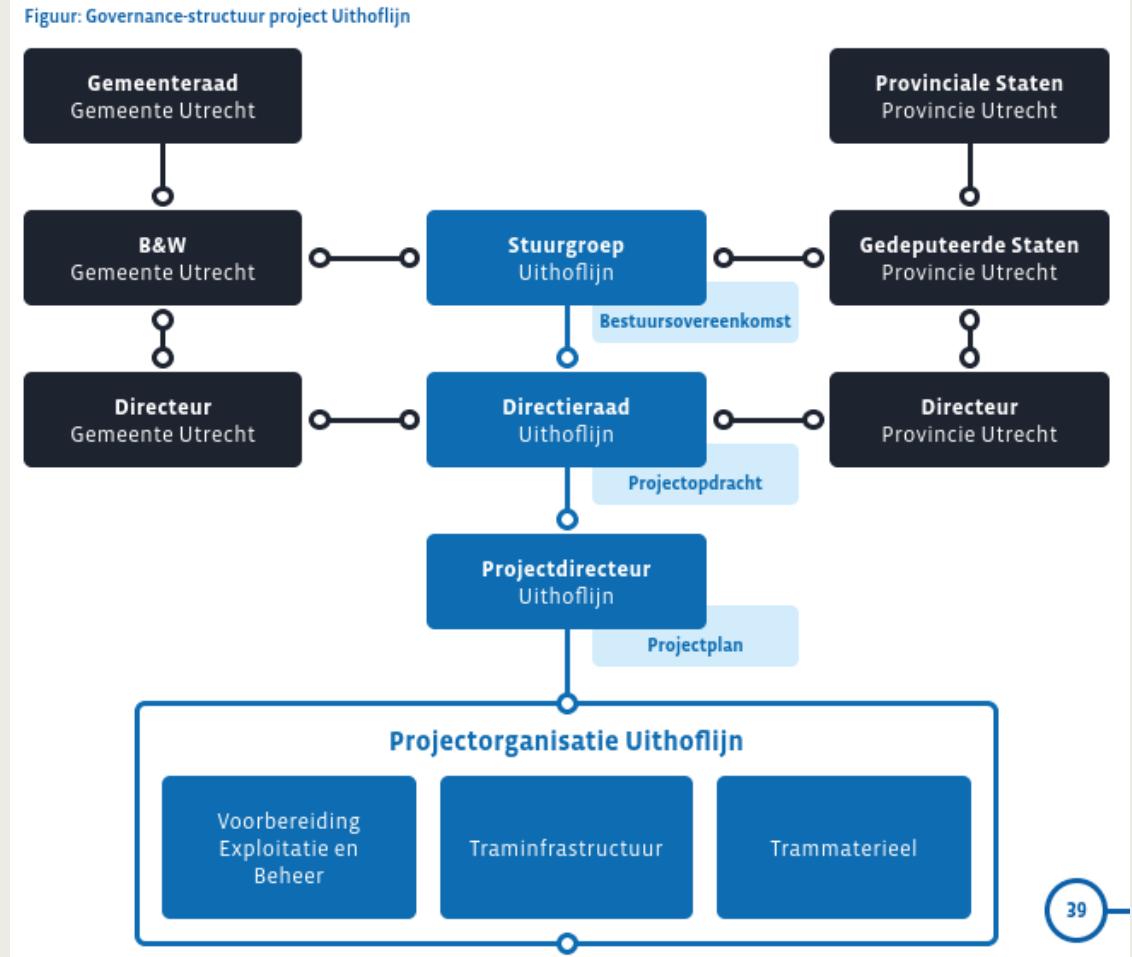 Figuur: Governance-structuur project Uithoflijn
Gemeenteraad
Gemeente Utrecht
Provinciale Staten
Provincie Utrecht
B&W
Gemeente Utrecht
Stuurgroep
Uithoflijn
Gedeputeerde Staten
Provincie Utrecht
Bestuursovereenkomst
Directeur
Gemeente Utrecht
Directieraad
Uithoflijn
Directeur
Provincie Utrecht
Projectopdracht
Projectdirecteur
Uithoflijn
Projectplan
Projectorganisatie Uithoflijn
Voorbereiding
Exploitatie en
Beheer
Traminfrastructuur
Trammaterieel
39